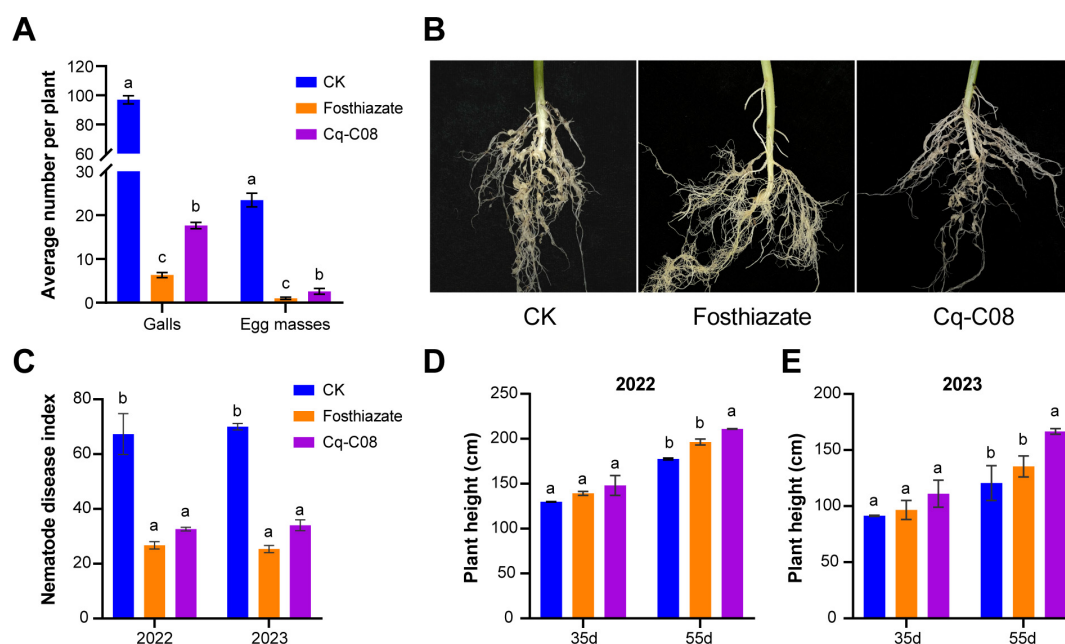 A
Average number per plant
120
100
80
60
30
20
10
0
a
c
b
a
c
b
Galls
Egg masses
CK
Fosthiazate
Cq-C08
B
CK
Fosthiazate
Cq-C08
C
Nematode disease index
80
60
40
20
0
b
a
a
b
a
a
2022
2023
CK
Fosthiazate
Cq-C08
D
2022
Plant height (cm)
250
200
150
100
50
0
a
a
a
b
b
a
35d
55d
E
2023
Plant height (cm)
200
150
100
50
0
a
a
a
b
b
a
35d
55d